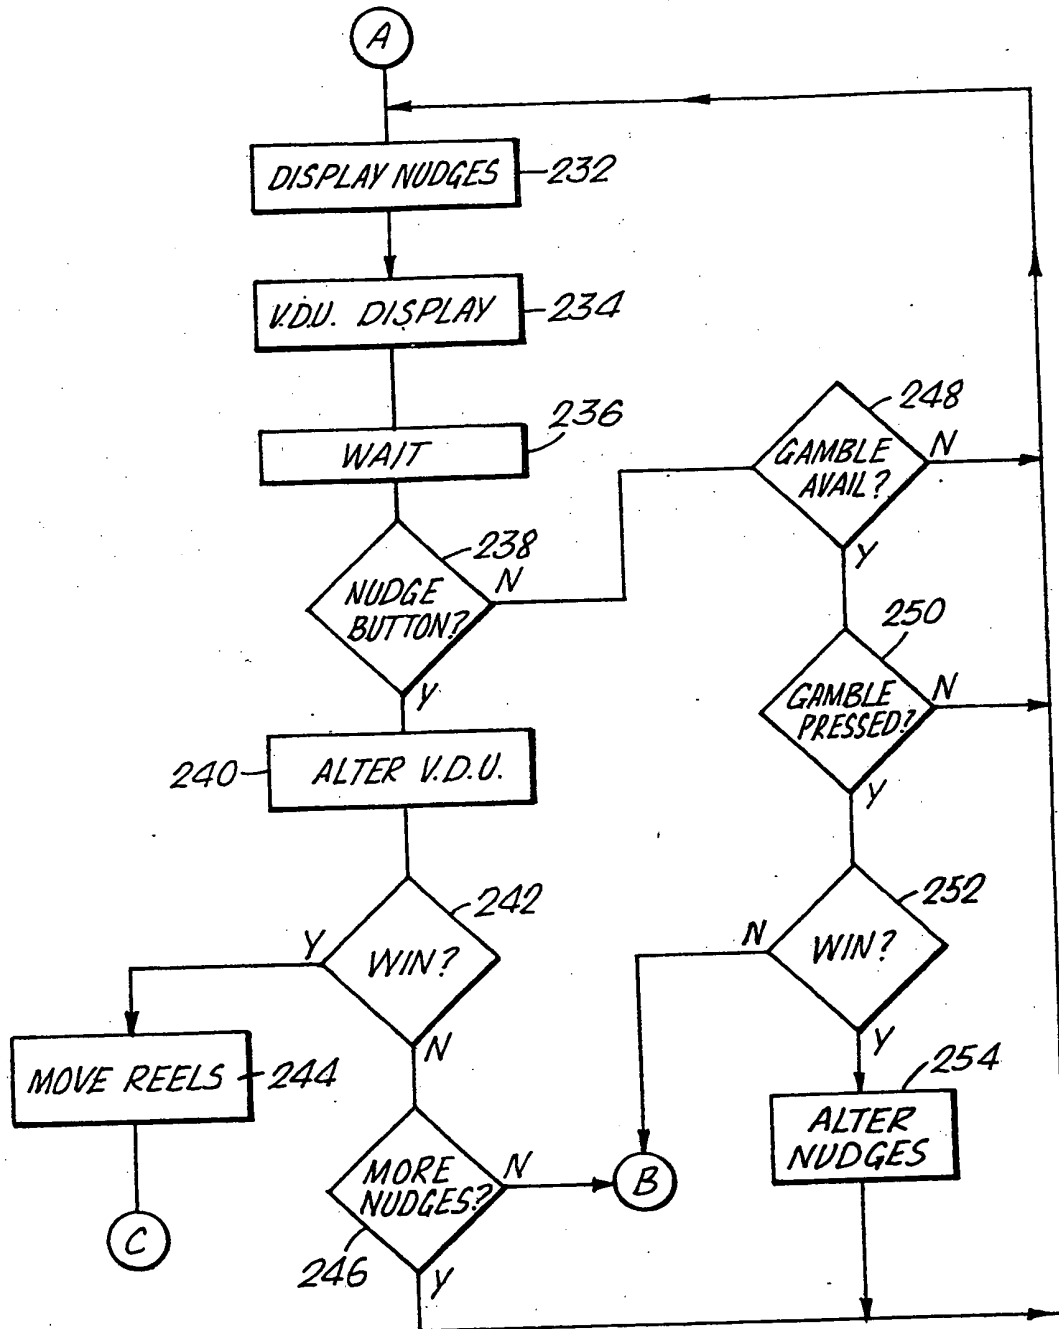 A
DISPLAY NUDGES
232
V.D.U. DISPLAY
234
WAIT
236
NUDGE
BUTTON?
238
N
Y
ALTER V.D.U.
240
WIN?
242
Y
N
MOVE REELS
244
C
MORE
NUDGES?
246
N
Y
B
GAMBLE
AVAIL?
248
N
Y
GAMBLE
PRESSED?
250
N
Y
WIN?
252
N
Y
ALTER
NUDGES
254